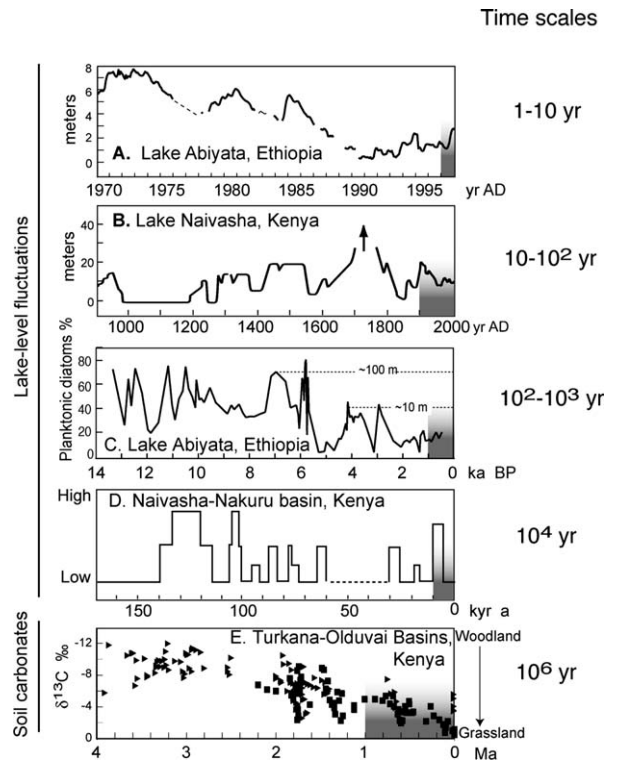 Time scales
Lake-level fluctuations
Soil carbonates
8
6
4
2
0
meters
A. Lake Abiyata, Ethiopia
1970 1975 1980 1985 1990 1995 yr AD
1-10 yr
40
20
0
meters
B. Lake Naivasha, Kenya
1000 1200 1400 1600 1800 2000 yr AD
10-10² yr
100
80
60
40
20
0
Planktonic diatoms %
~100 m
~10 m
C. Lake Abiyata, Ethiopia
14 12 10 8 6 4 2 0 ka BP
10²-10³ yr
High
Low
D. Naivasha-Nakuru basin, Kenya
150 100 50 0 kyr a
10⁴ yr
-12
-8
-4
0
δ¹³C ‰
E. Turkana-Olduvai Basins,
Kenya
Woodland
Grassland
4 3 2 1 0 Ma
10⁶ yr